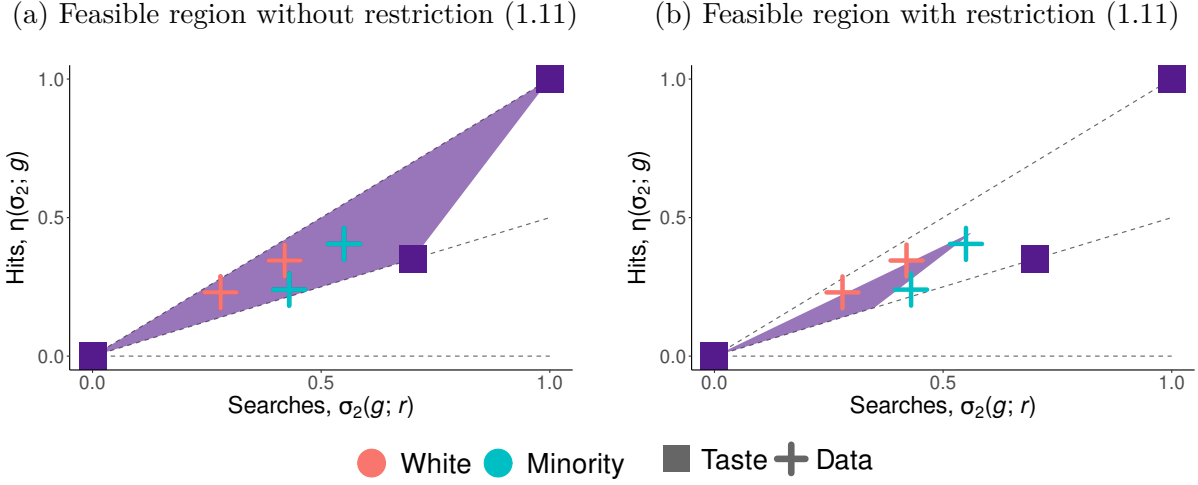 (a) Feasible region without restriction (1.11)
(b) Feasible region with restriction (1.11)
Hits, η(σ₂; g)
1.0
0.5
0.0
0.0
0.5
1.0
Searches, σ₂(g; r)
Hits, η(σ₂; g)
1.0
0.5
0.0
0.0
0.5
1.0
Searches, σ₂(g; r)
White
Minority
Taste
Data